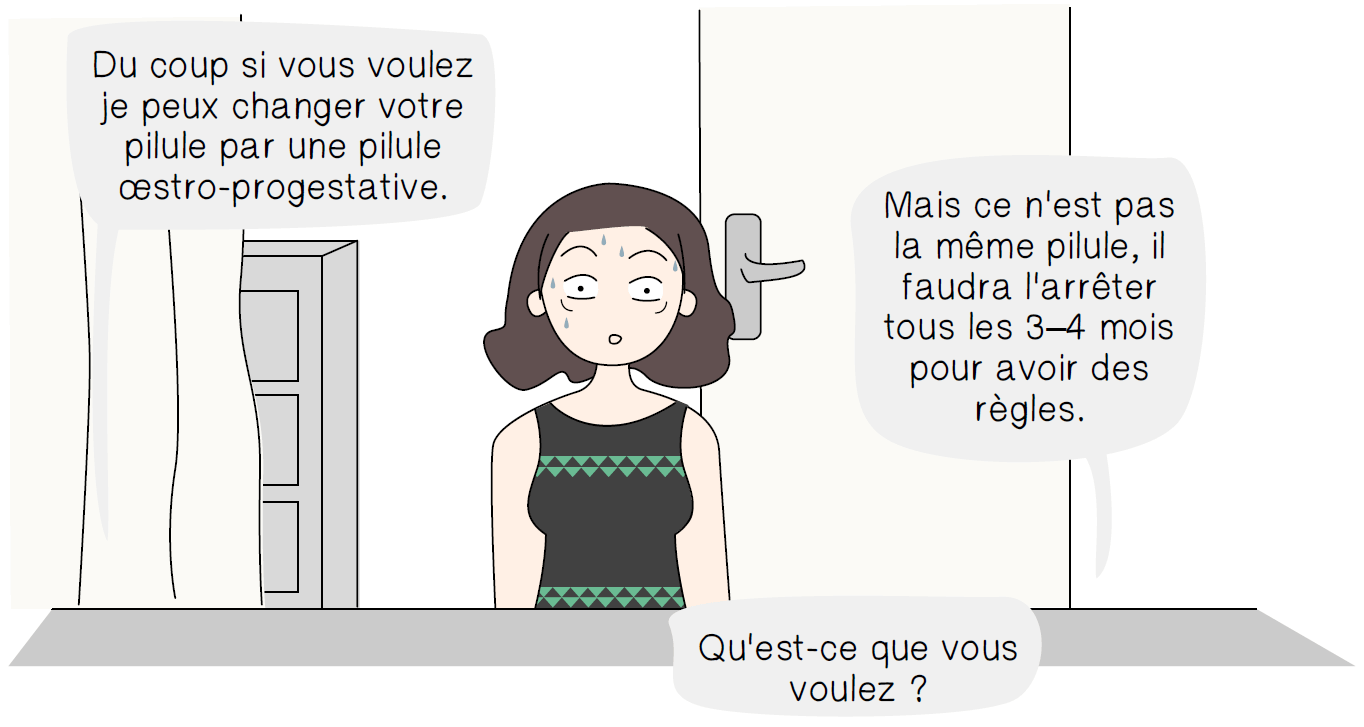 Du coup si vous voulez
je peux changer votre
pilule par une pilule
œstro-progestative.
Mais ce n'est pas
la même pilule, il
faudra l'arrêter
tous les 3–4 mois
pour avoir des
règles.
Qu'est-ce que vous
voulez ?